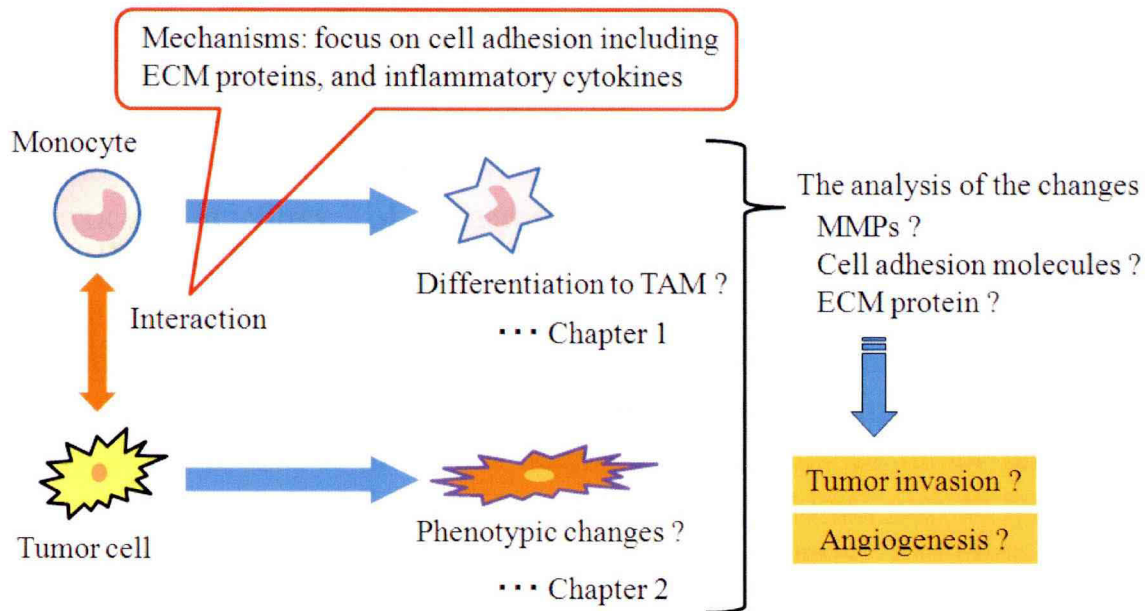 Mechanisms: focus on cell adhesion including
ECM proteins, and inflammatory cytokines
Monocyte
Differentiation to TAM ?
・・・ Chapter 1
Interaction
Tumor cell
Phenotypic changes ?
・・・ Chapter 2
The analysis of the changes
MMPs ?
Cell adhesion molecules ?
ECM protein ?
Tumor invasion ?
Angiogenesis ?